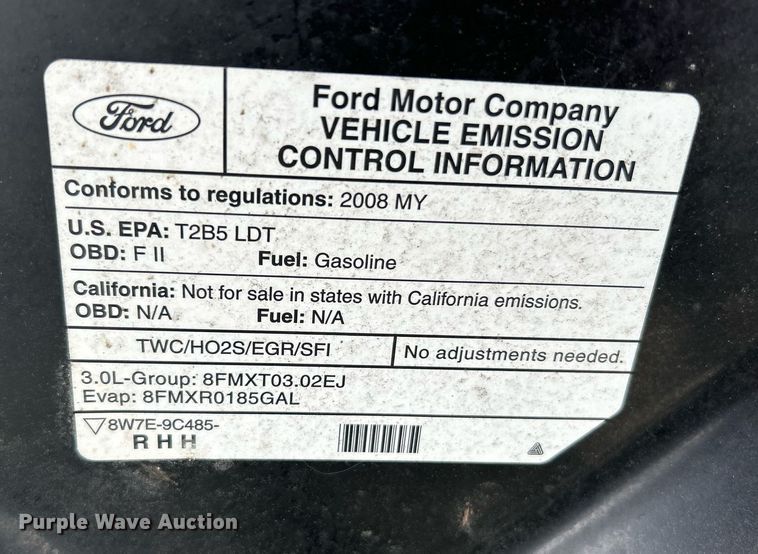 Ford
Ford Motor Company
VEHICLE EMISSION
CONTROL INFORMATION
Conforms to regulations: 2008 MY
U.S. EPA: T2B5 LDT
OBD: F II Fuel: Gasoline
California: Not for sale in states with California emissions.
OBD: N/A Fuel: N/A
TWC/HO2S/EGR/SFI No adjustments needed.
3.0L-Group: 8FMXT03.02EJ
Evap: 8FMXR0185GAL
8W7E-9C485-
R H H
Purple Wave Auction